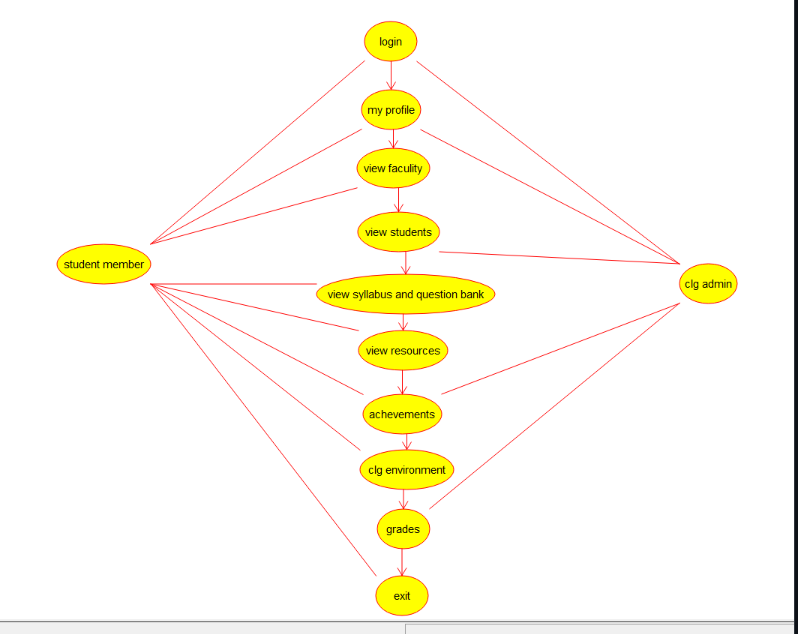 login
my profile
view faculity
view students
student member
clg admin
view syllabus and question bank
view resources
achevements
clg environment
grades
exit